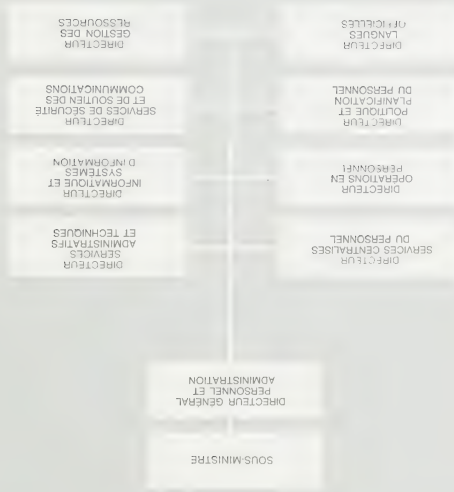 SOUS-MINISTRE
DIRECTEUR GÉNÉRAL
PERSONNEL ET
ADMINISTRATION
DIRECTEUR
SERVICES CENTRALISES
DU PERSONNEL
DIRECTEUR
SERVICES
ADMINISTRATIFS
ET TECHNIQUES
DIRECTEUR
OPERATIONS EN
PERSONNEL
DIRECTEUR
INFORMATIQUE ET
SYSTEMES
D'INFORMATION
DIRECTEUR
POLITIQUE ET
PLANIFICATION
DU PERSONNEL
DIRECTEUR
SERVICES DE SÉCURITÉ
ET DE SOUTIEN DES
COMMUNICATIONS
DIRECTEUR
LANGUES
OFFICIELLES
DIRECTEUR
GESTION DES
RESSOURCES